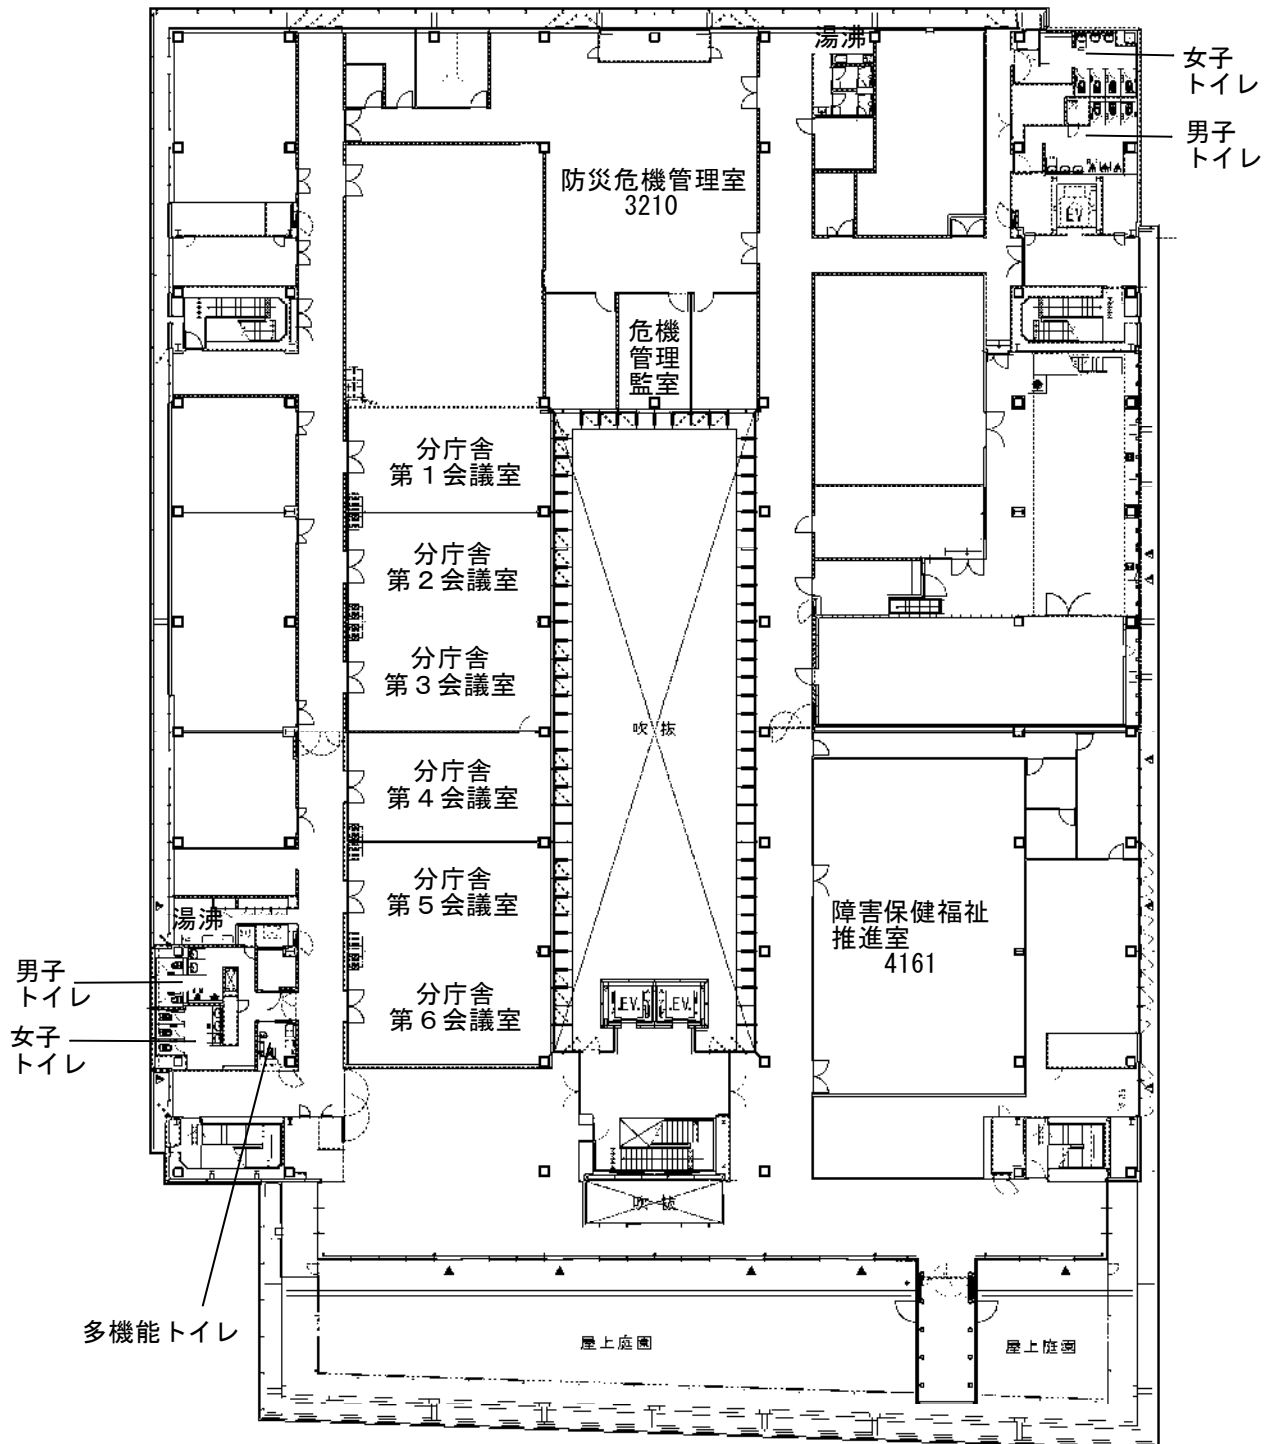 湯沸
女子
トイレ
男子
トイレ
防災危機管理室
3210
EV
危機
管理
監室
分庁舎
第1会議室
分庁舎
第2会議室
分庁舎
第3会議室
吹抜
分庁舎
第4会議室
分庁舎
第5会議室
障害保健福祉
推進室
4161
湯沸
男子
トイレ
分庁舎
第6会議室
EV.
EV.
女子
トイレ
吹抜
多機能トイレ
屋上庭園
屋上庭園